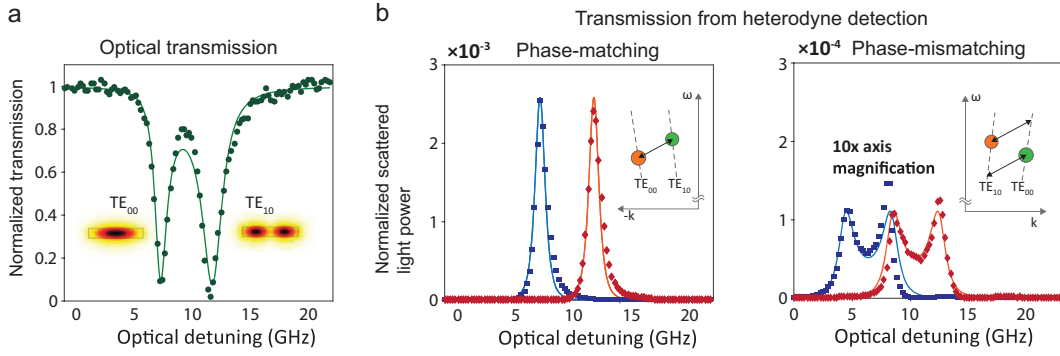 a
Optical transmission
Normalized transmission
1
0.8
0.6
0.4
0.2
0
TE00
TE10
0 5 10 15 20
Optical detuning (GHz)
b
Transmission from heterodyne detection
×10-3
Phase-matching
Normalized scattered
light power
3
2
1
0
ω
TE00
TE10
-k
0 5 10 15 20
Optical detuning (GHz)
×10-4
Phase-mismatching
3
2
1
0
10x axis
magnification
ω
TE10
TE00
k
0 5 10 15 20
Optical detuning (GHz)